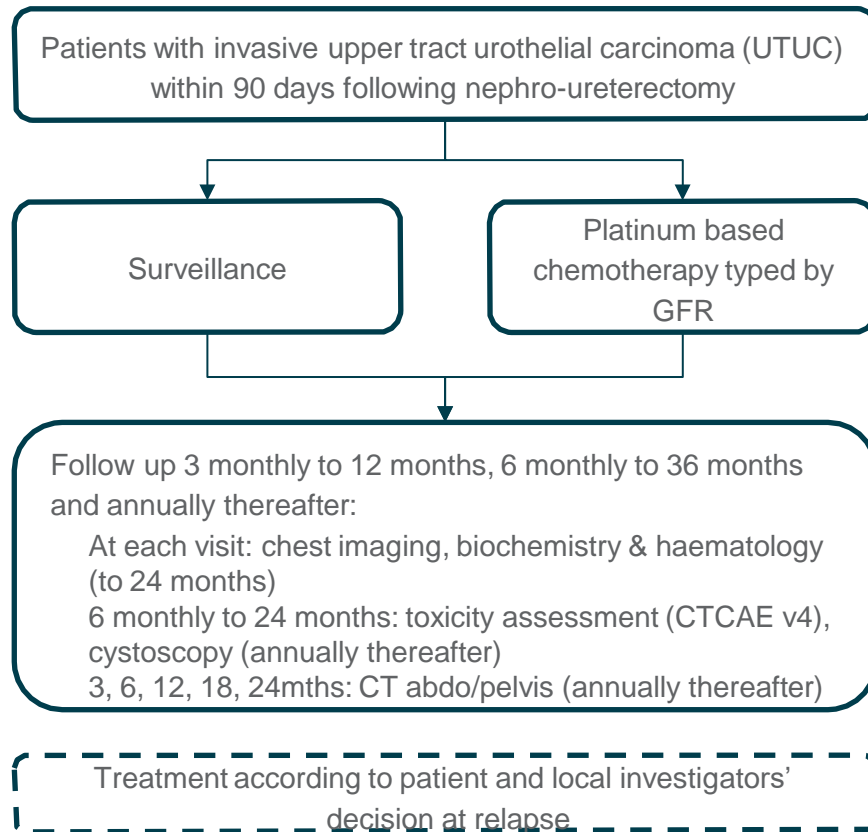 Patients with invasive upper tract urothelial carcinoma (UTUC)
within 90 days following nephro-ureterectomy
Surveillance
Platinum based
chemotherapy typed by
GFR
Follow up 3 monthly to 12 months, 6 monthly to 36 months
and annually thereafter:
At each visit: chest imaging, biochemistry & haematology
(to 24 months)
6 monthly to 24 months: toxicity assessment (CTCAE v4),
cystoscopy (annually thereafter)
3, 6, 12, 18, 24mths: CT abdo/pelvis (annually thereafter)
Treatment according to patient and local investigators’
decision at relapse